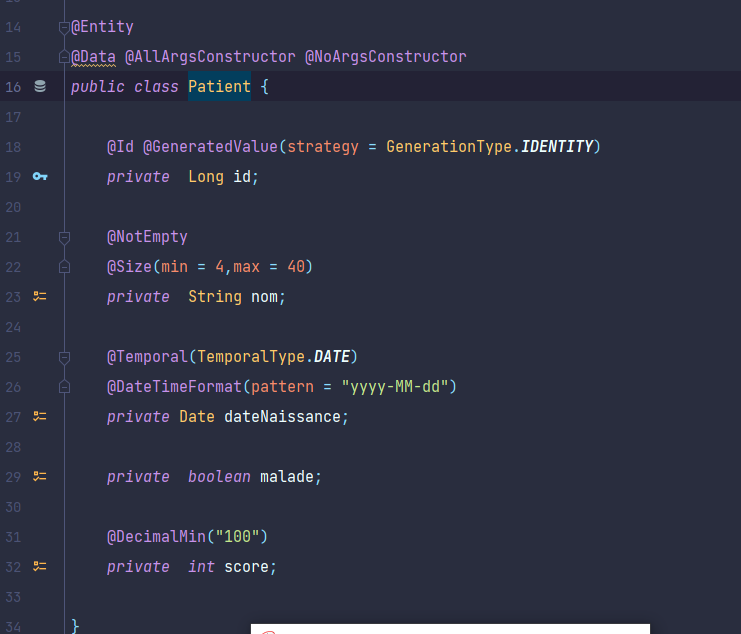 14 @Entity
15 @Data @AllArgsConstructor @NoArgsConstructor
16 public class Patient {
17
18 @Id @GeneratedValue(strategy = GenerationType.IDENTITY)
19 private  Long id;
20
21 @NotEmpty
22 @Size(min = 4,max = 40)
23 private  String nom;
24
25 @Temporal(TemporalType.DATE)
26 @DateTimeFormat(pattern = "yyyy-MM-dd")
27 private Date dateNaissance;
28
29 private  boolean malade;
30
31 @DecimalMin("100")
32 private  int score;
33
34 }